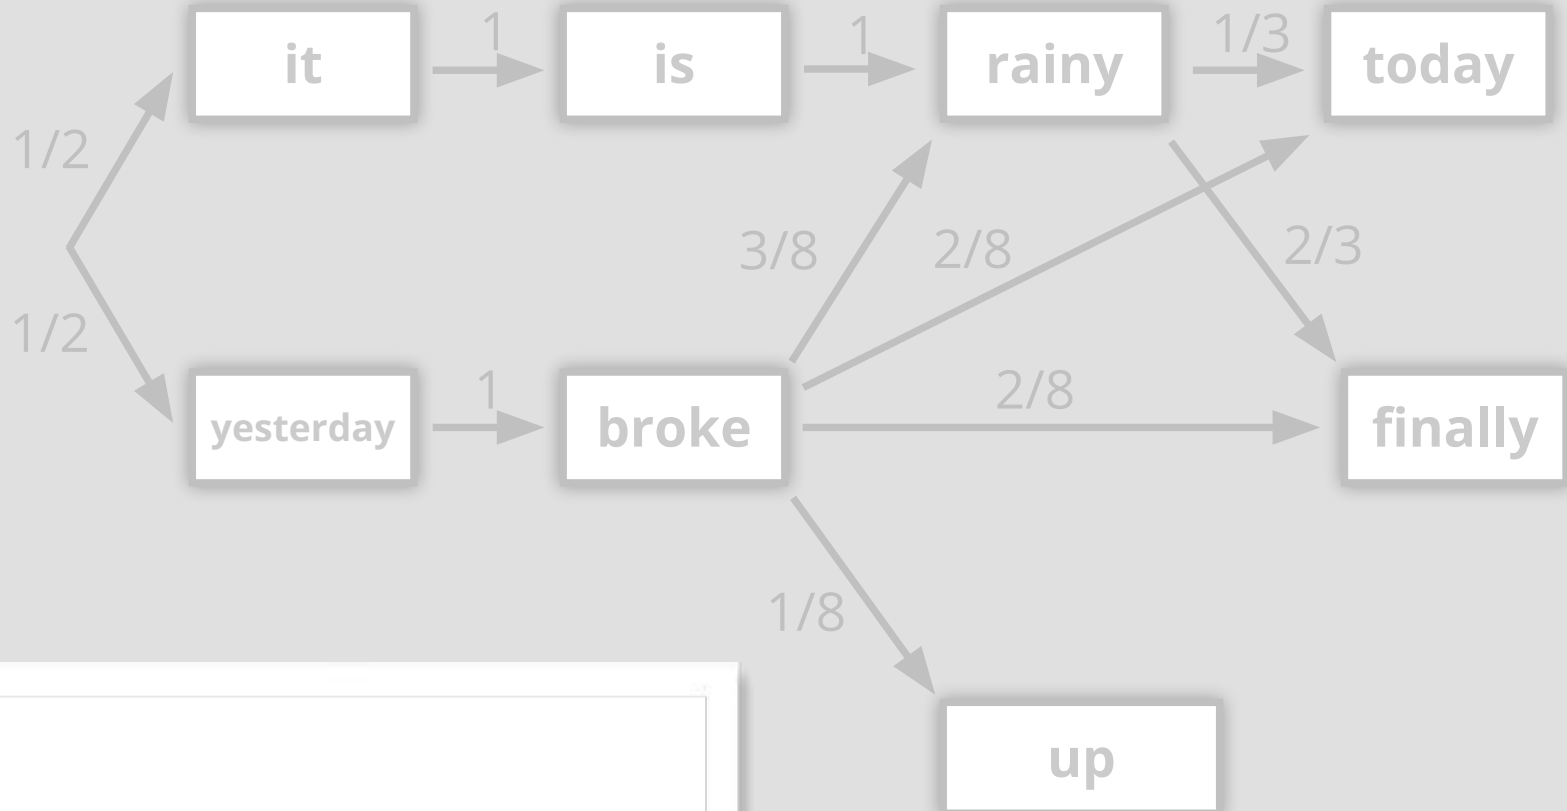 1 1 1/3
it is rainy today
1/2
3/8 2/8 2/3
1/2
1 2/8
yesterday broke finally
1/8
up